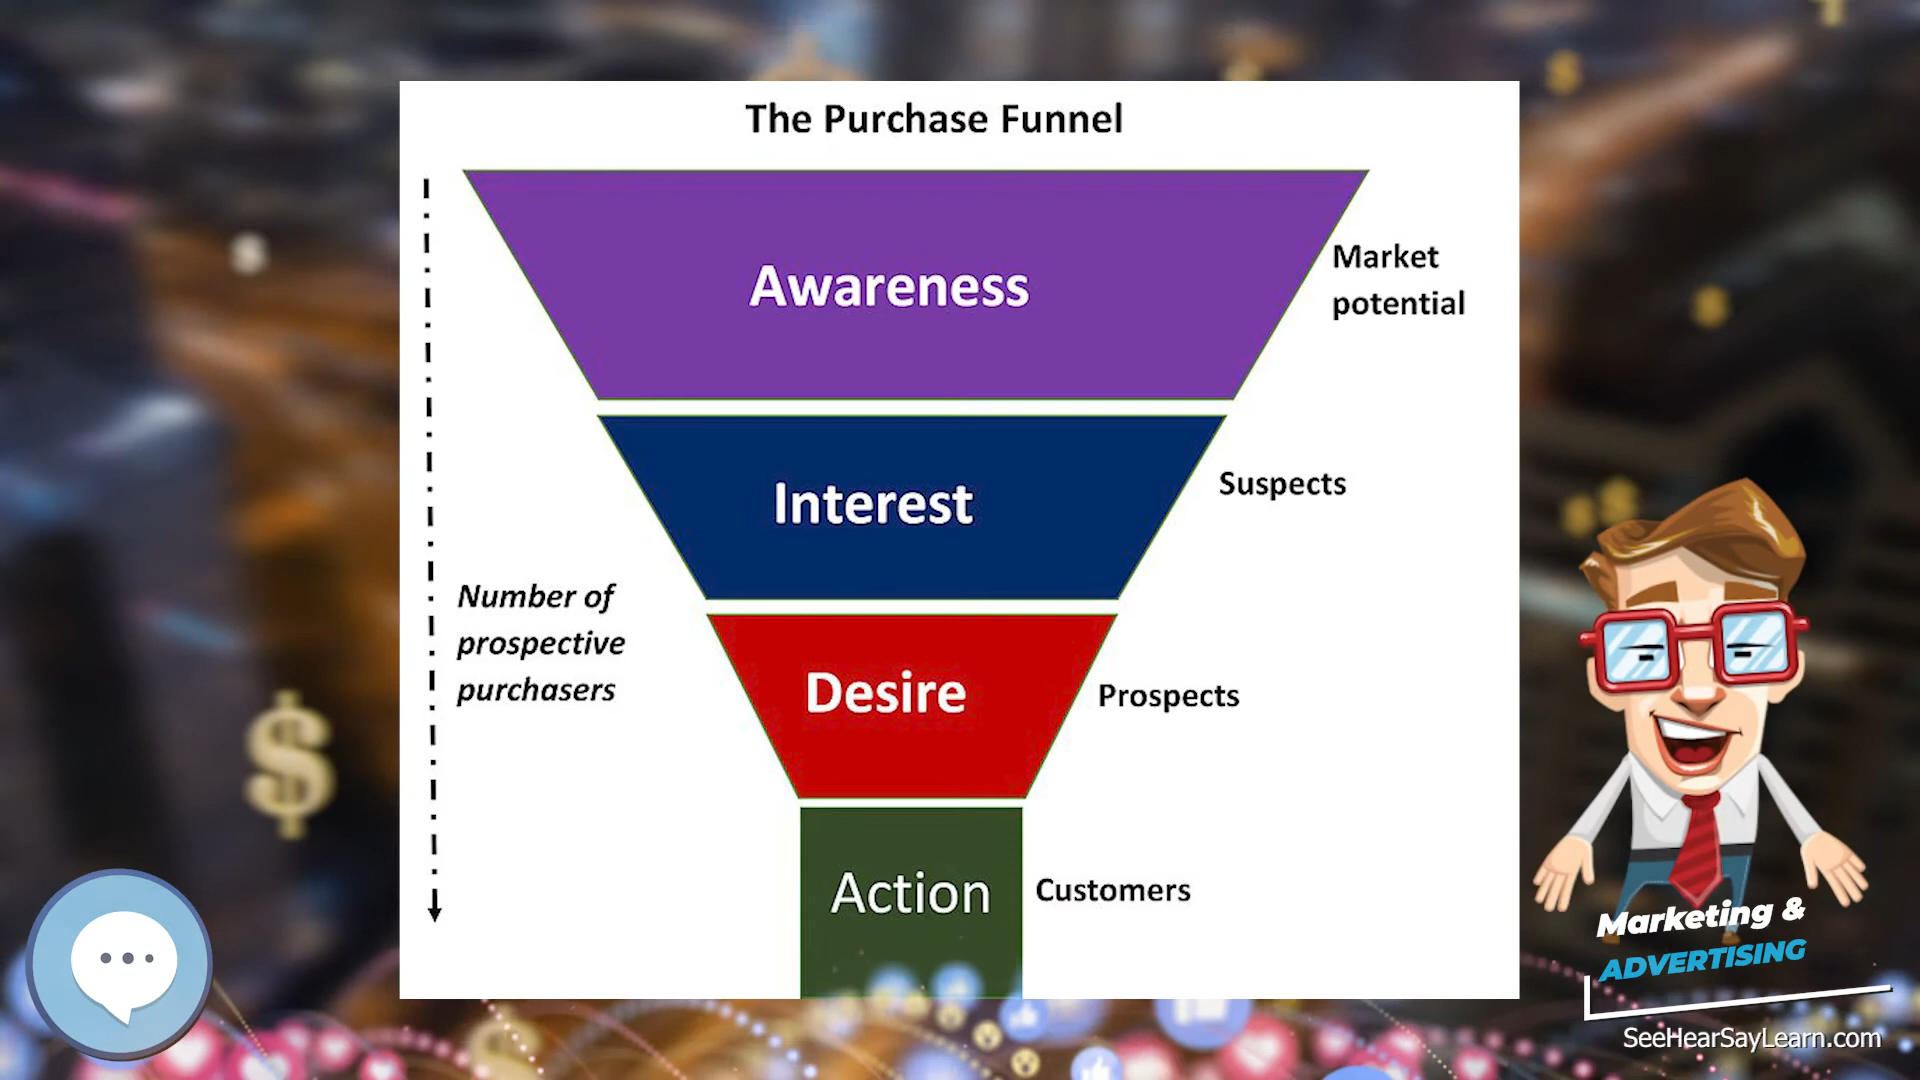 The Purchase Funnel
Awareness
Market
potential
Interest
Suspects
Number of
prospective
purchasers
Desire
Prospects
Action
Customers
Marketing &
ADVERTISING
SeeHearSayLearn.com